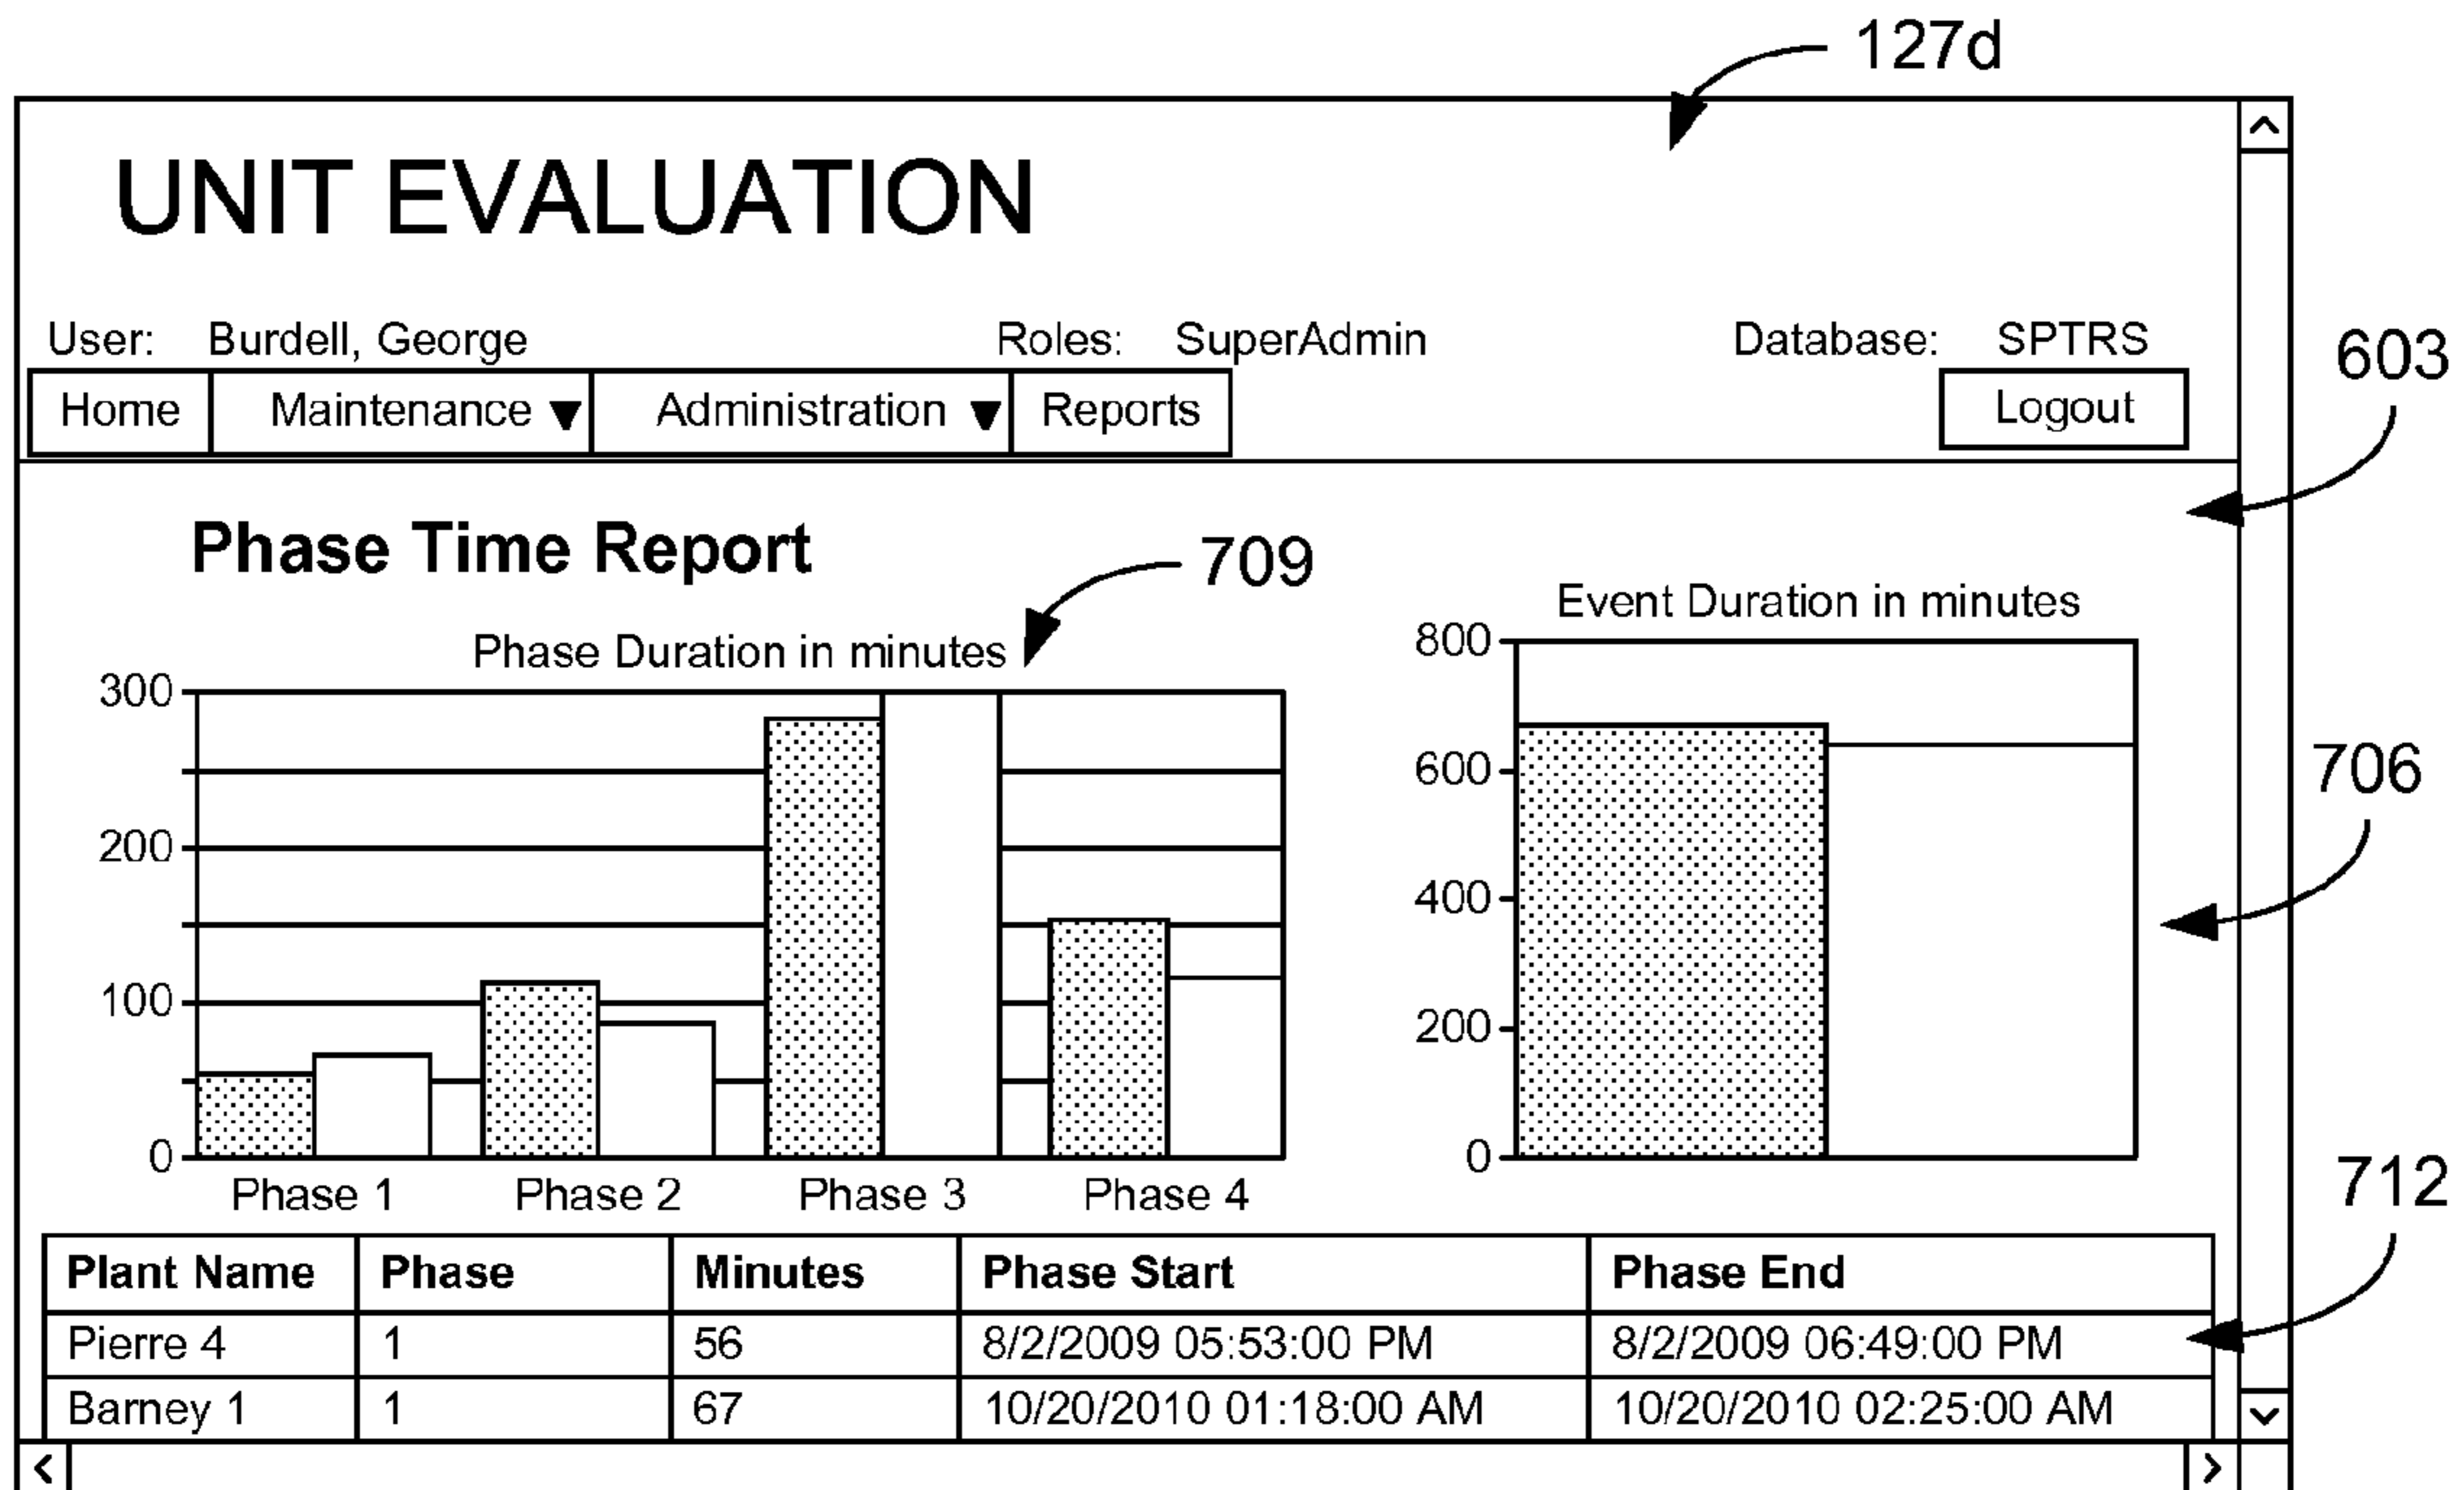 127d
UNIT EVALUATION
User: Burdell, George Roles: SuperAdmin Database: SPTRS
603
Home Maintenance ▼ Administration ▼ Reports Logout
Phase Time Report
709
Event Duration in minutes
Phase Duration in minutes
300
200
100
0
Phase 1 Phase 2 Phase 3 Phase 4
800
600
400
200
0
706
712
Plant Name Phase Minutes Phase Start Phase End
Pierre 4 1 56 8/2/2009 05:53:00 PM 8/2/2009 06:49:00 PM
Barney 1 1 67 10/20/2010 01:18:00 AM 10/20/2010 02:25:00 AM